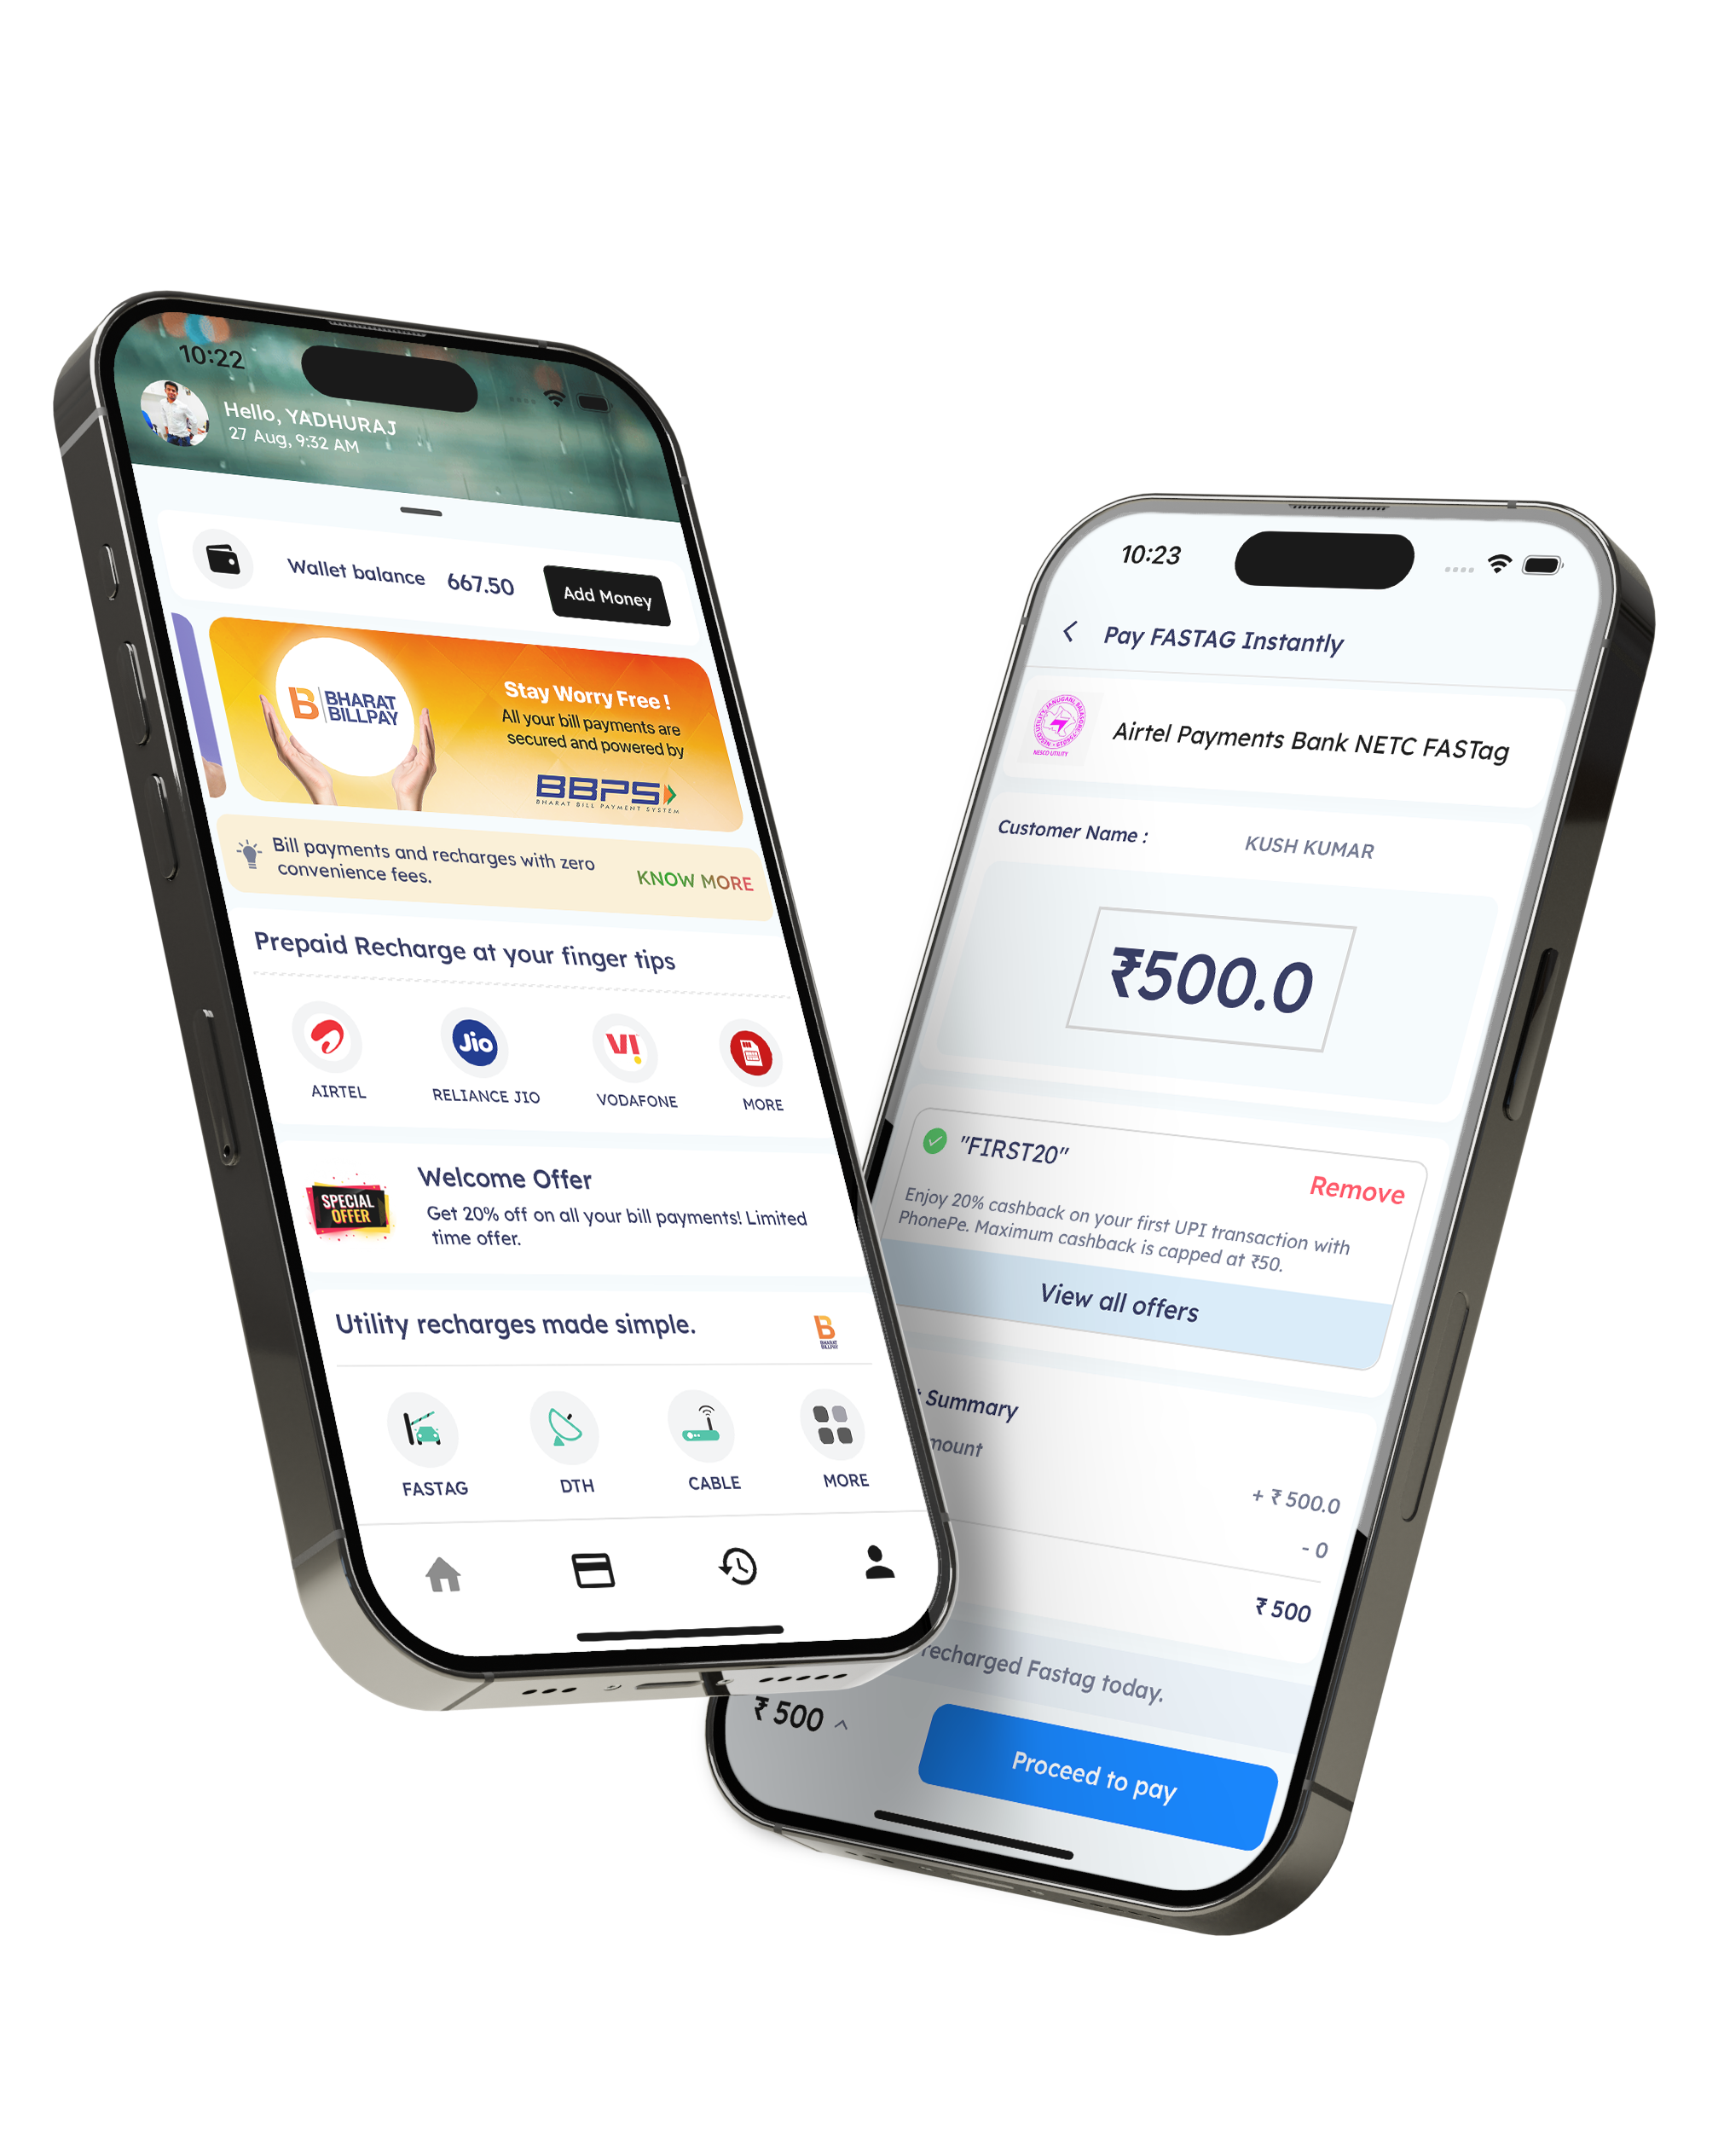 10:22
Hello, YADHURAJ
27 Aug, 9:32 AM
Wallet balance 667.50 Add Money
B BHARAT
BILLPAY
Stay Worry Free !
All your bill payments are
secured and powered by
BBPS
BHARAT BILL PAYMENT SYSTEM
Bill payments and recharges with zero
convenience fees.
KNOW MORE
Prepaid Recharge at your finger tips
Jio
VI
AIRTEL RELIANCE JIO VODAFONE MORE
SPECIAL
OFFER
Welcome Offer
Get 20% off on all your bill payments! Limited
time offer.
Utility recharges made simple.
B
BHARAT
BILLPAY
FASTAG DTH CABLE MORE
10:23
Pay FASTAG Instantly
NESCO UTILITY
Airtel Payments Bank NETC FASTag
Customer Name : KUSH KUMAR
₹500.0
"FIRST20"
Remove
Enjoy 20% cashback on your first UPI transaction with
PhonePe. Maximum cashback is capped at ₹50.
View all offers
Summary
mount
+ ₹ 500.0
- 0
₹ 500
recharged Fastag today.
₹ 500
Proceed to pay